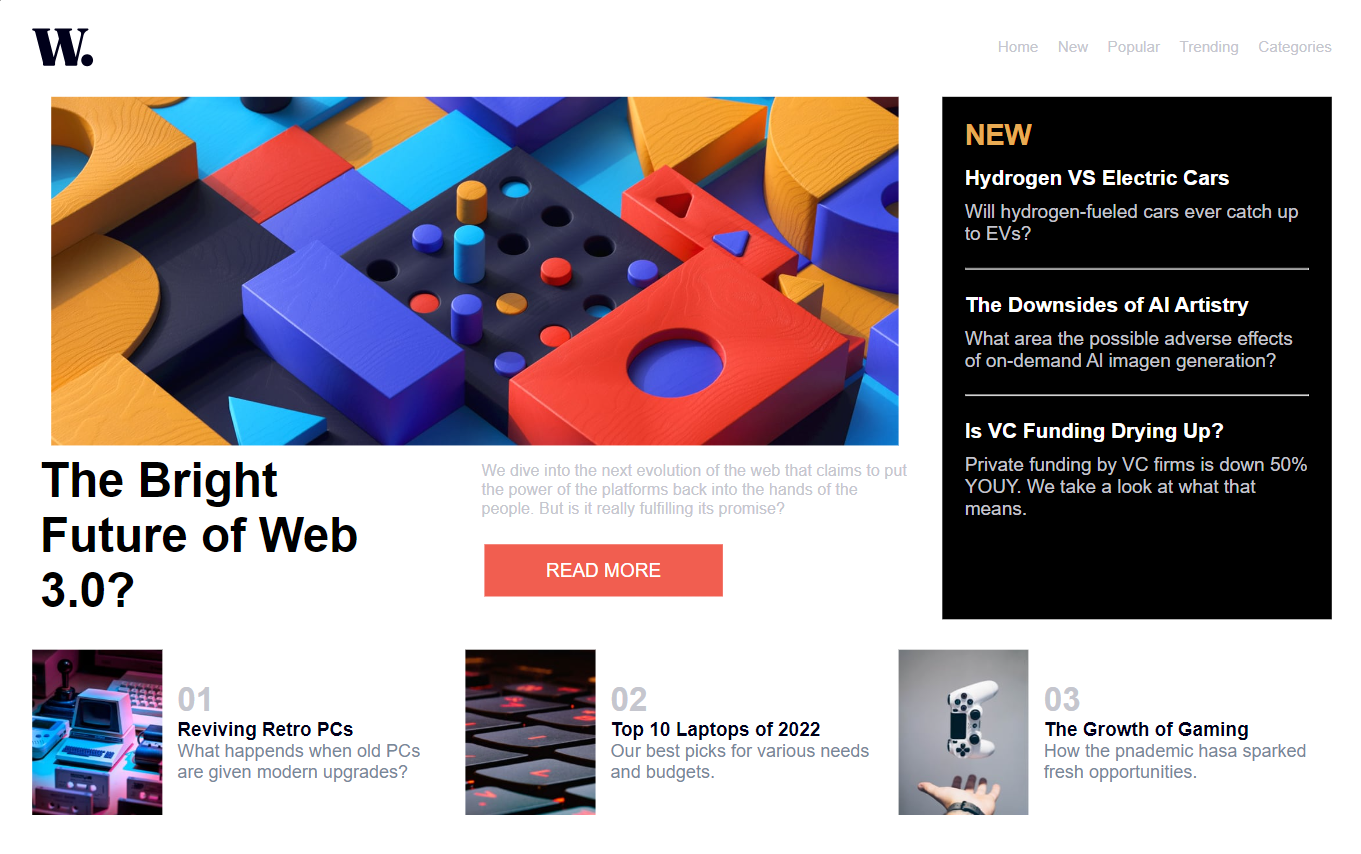 W.
Home New Popular Trending Categories
NEW
Hydrogen VS Electric Cars
Will hydrogen-fueled cars ever catch up
to EVs?
The Downsides of AI Artistry
What area the possible adverse effects
of on-demand AI imagen generation?
Is VC Funding Drying Up?
Private funding by VC firms is down 50%
YOUY. We take a look at what that
means.
The Bright
Future of Web
3.0?
We dive into the next evolution of the web that claims to put
the power of the platforms back into the hands of the
people. But is it really fulfilling its promise?
READ MORE
01
Reviving Retro PCs
What happends when old PCs
are given modern upgrades?
02
Top 10 Laptops of 2022
Our best picks for various needs
and budgets.
03
The Growth of Gaming
How the pnademic hasa sparked
fresh opportunities.